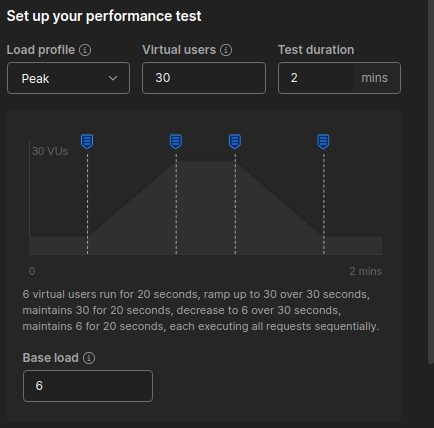 Set up your performance test
Load profile
Virtual users
Test duration
Peak
30
2
mins
30 VUs
0
2 mins
6 virtual users run for 20 seconds, ramp up to 30 over 30 seconds,
maintains 30 for 20 seconds, decrease to 6 over 30 seconds,
maintains 6 for 20 seconds, each executing all requests sequentially.
Base load
6